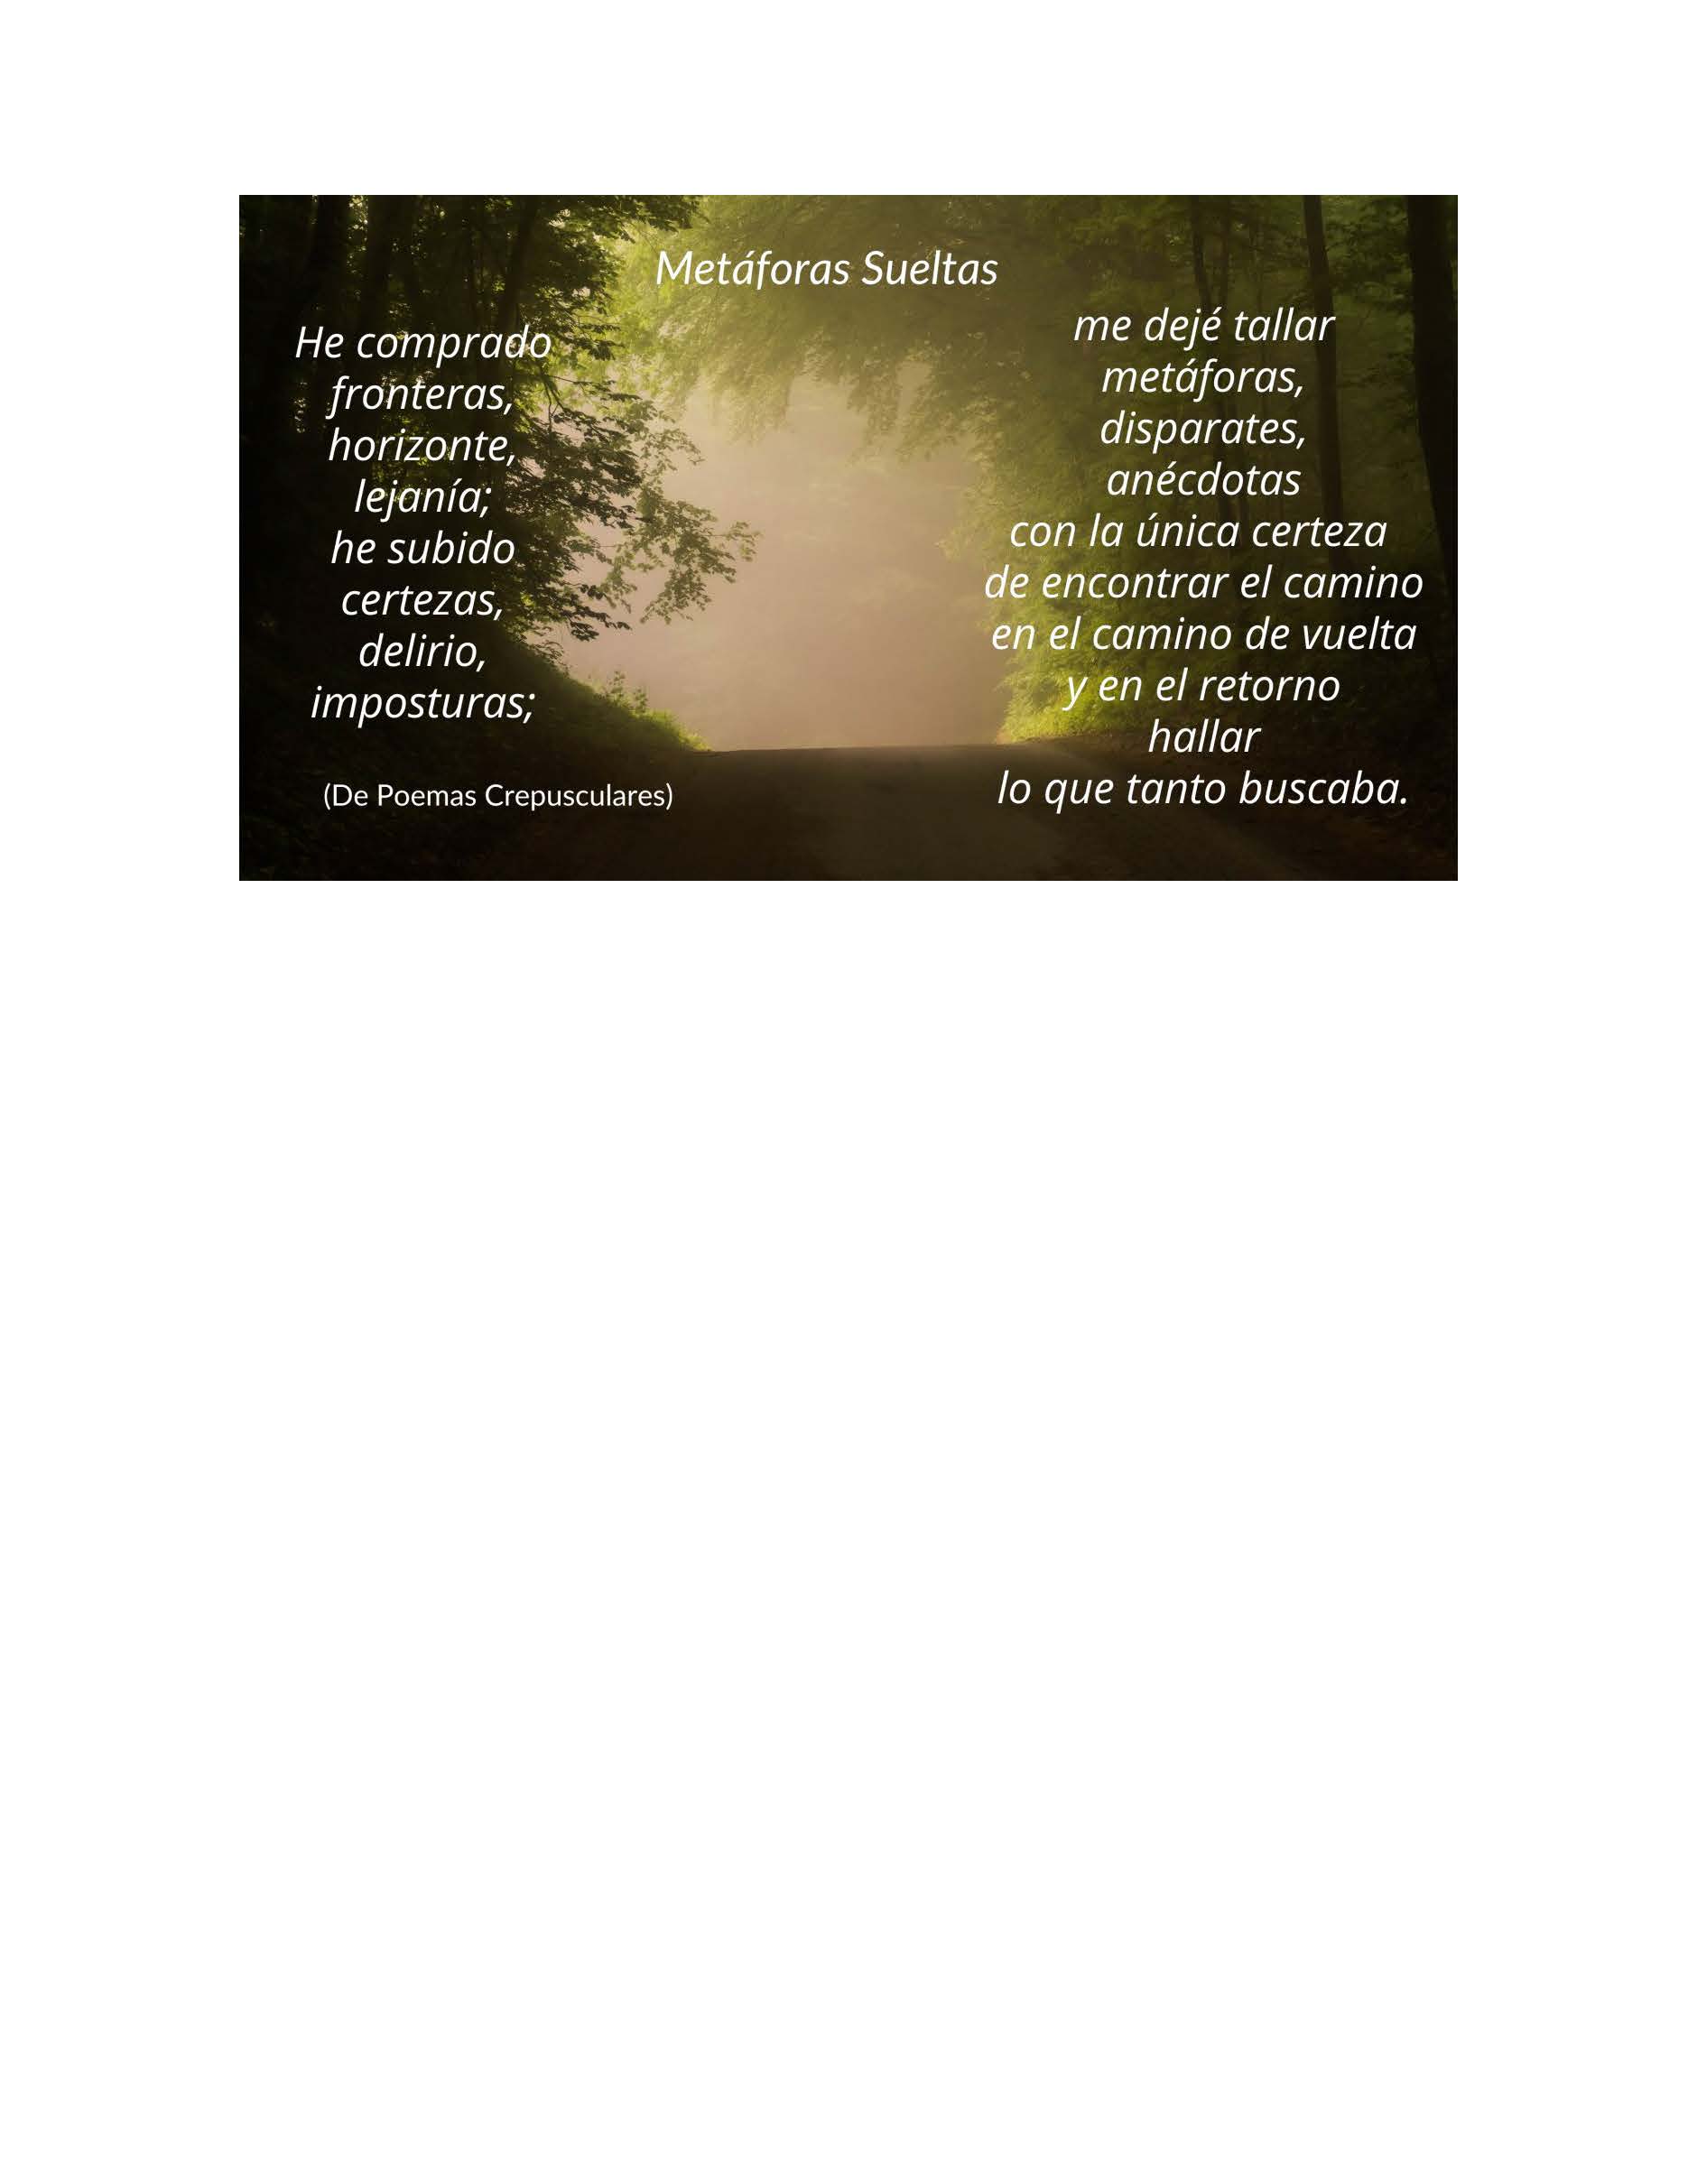 Metáforas Sueltas
He comprado
fronteras,
horizonte,
lejanía;
he subido
certezas,
delirio,
imposturas;
me dejé tallar
metáforas,
disparates,
anécdotas
con la única certeza
de encontrar el camino
en el camino de vuelta
y en el retorno
hallar
lo que tanto buscaba.
(De Poemas Crepusculares)